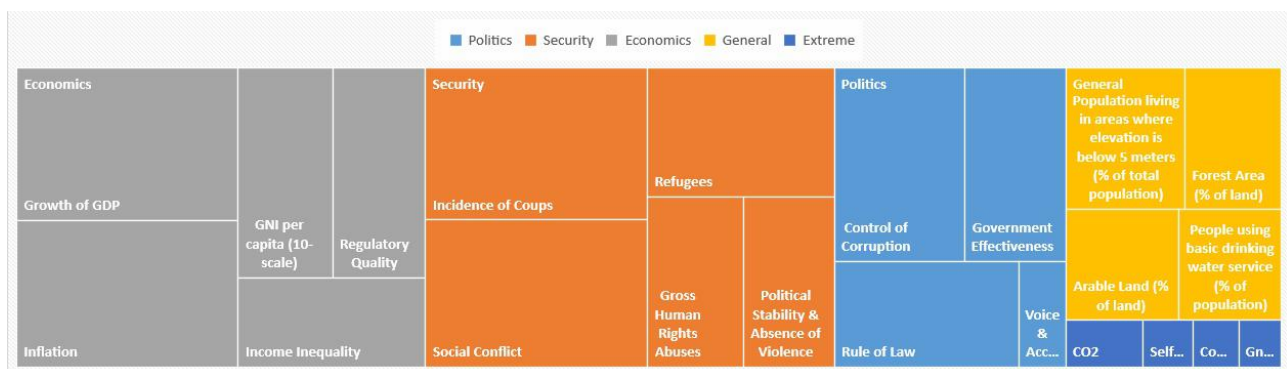 Politics
Security
Economics
General
Extreme
Economics
Growth of GDP
Inflation
GNI per
capita (10-
scale)
Regulatory
Quality
Income Inequality
Security
Incidence of Coups
Social Conflict
Refugees
Gross
Human
Rights
Abuses
Political
Stability &
Absence of
Violence
Politics
Control of
Corruption
Government
Effectiveness
Rule of Law
Voice
&
Acc...
General
Population living
in areas where
elevation is
below 5 meters
(% of total
population)
Forest Area
(% of land)
Arable Land (%
of land)
People using
basic drinking
water service
(% of
population)
CO2
Self...
Co...
Gn...